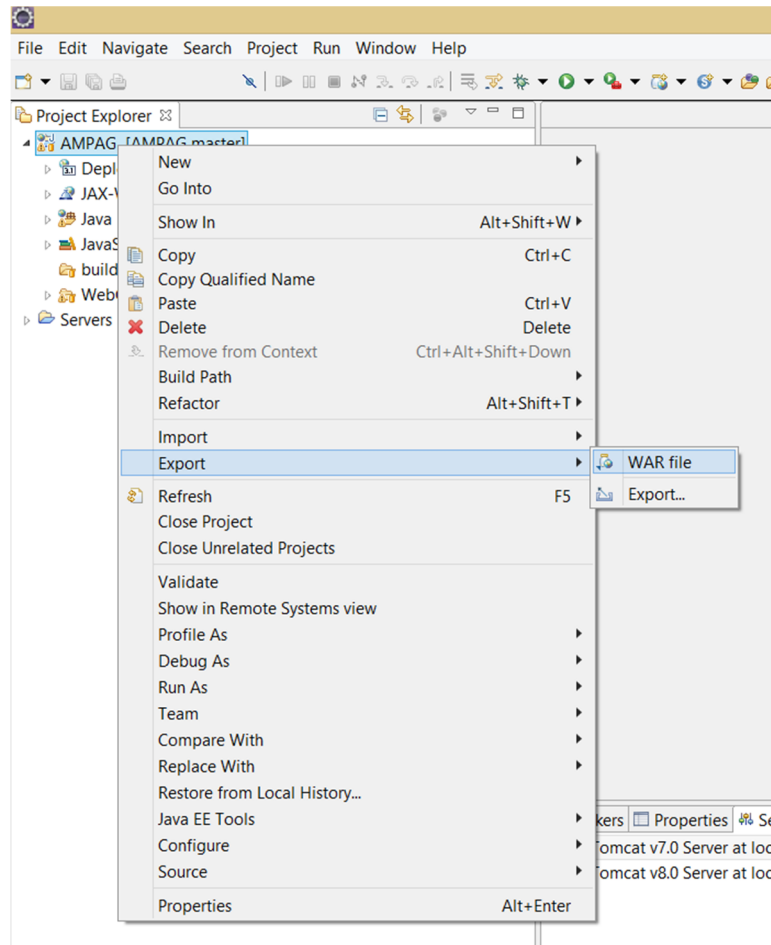 File Edit Navigate Search Project Run Window Help
Project Explorer
AMPAG [AMPAG master]
New
Go Into
Show In Alt+Shift+W
Copy Ctrl+C
Copy Qualified Name
Paste Ctrl+V
Delete Delete
Remove from Context Ctrl+Alt+Shift+Down
Build Path
Refactor Alt+Shift+T
Import
Export
Refresh F5
Close Project
Close Unrelated Projects
Validate
Show in Remote Systems view
Profile As
Debug As
Run As
Team
Compare With
Replace With
Restore from Local History...
Java EE Tools
Configure
Source
Properties Alt+Enter
WAR file
Export...
Depl
JAX-
Java
JavaS
build
Web
Servers
kers Properties Se
Tomcat v7.0 Server at loc
Tomcat v8.0 Server at loc